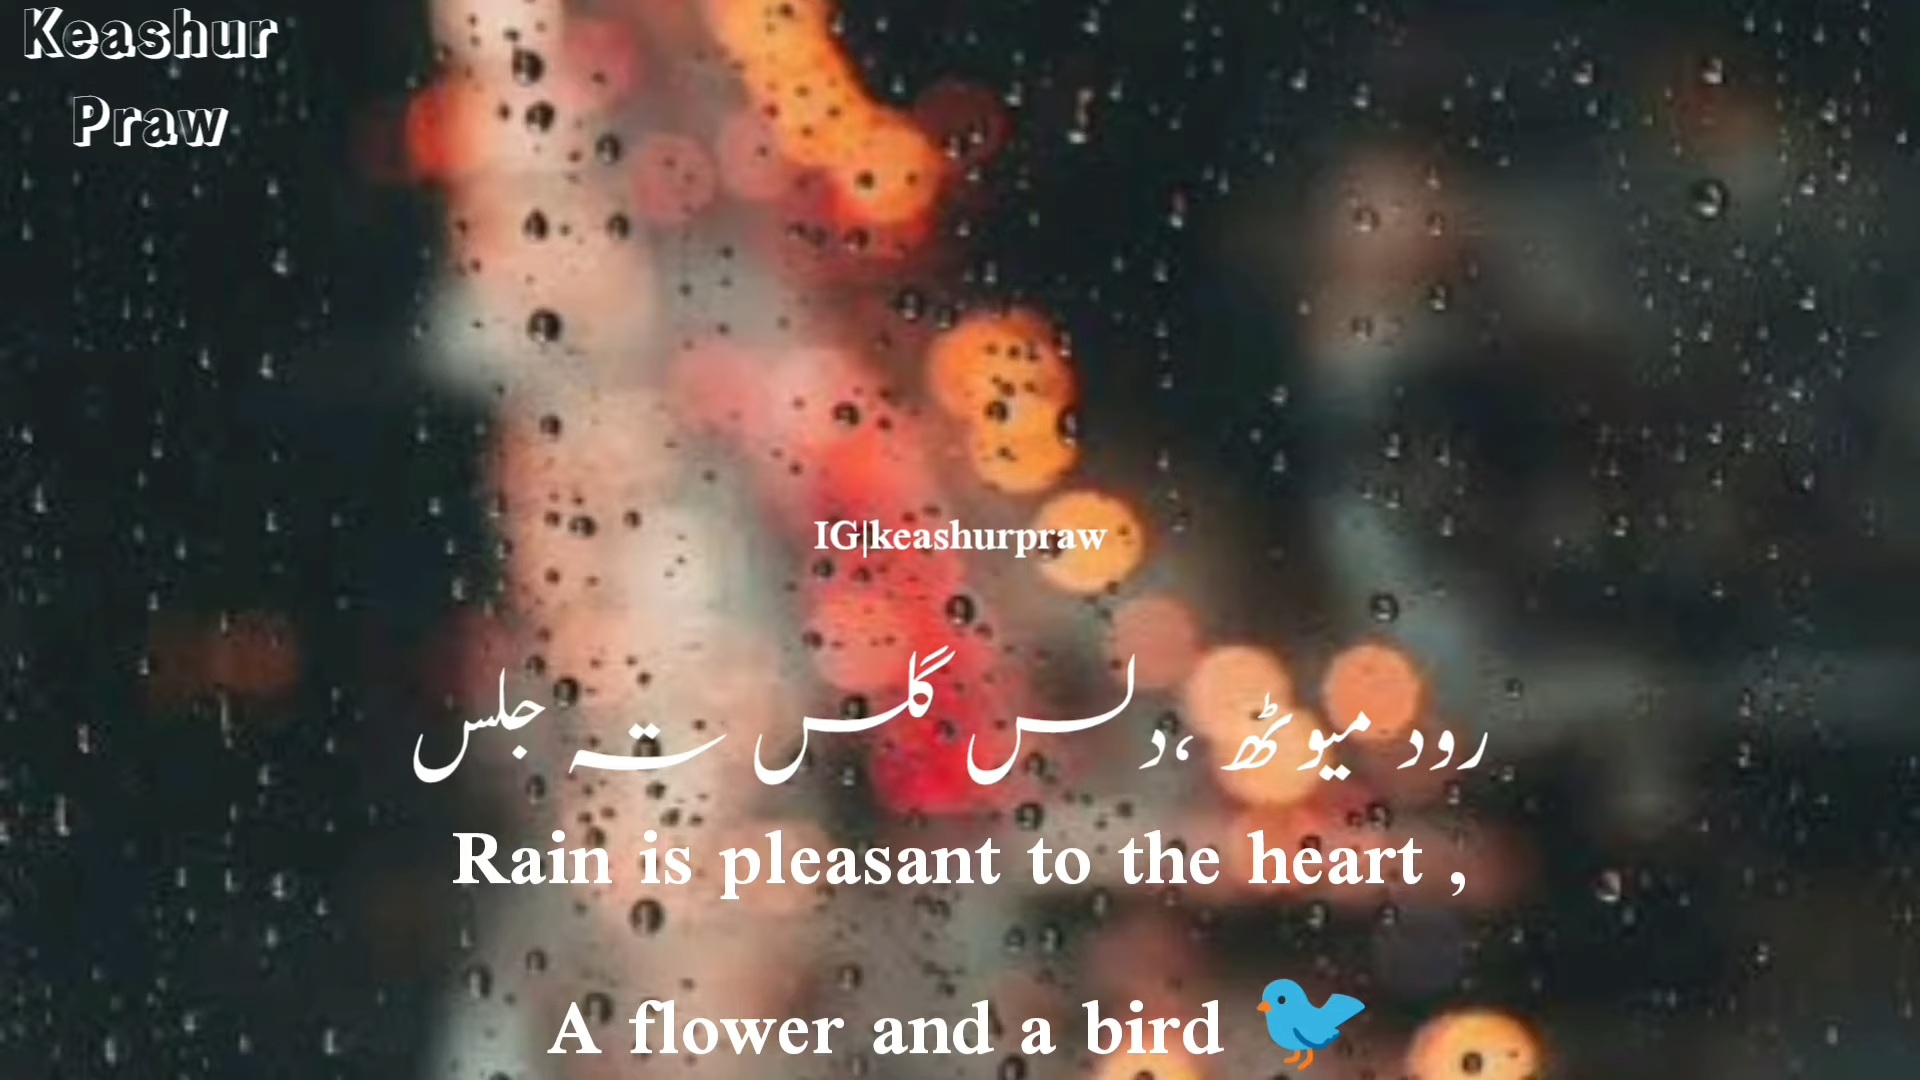 Keashur
Praw
IG|keashurpraw
رود میوٹھ ،دلس گلس تہ جلس
Rain is pleasant to the heart ,
A flower and a bird 🐦